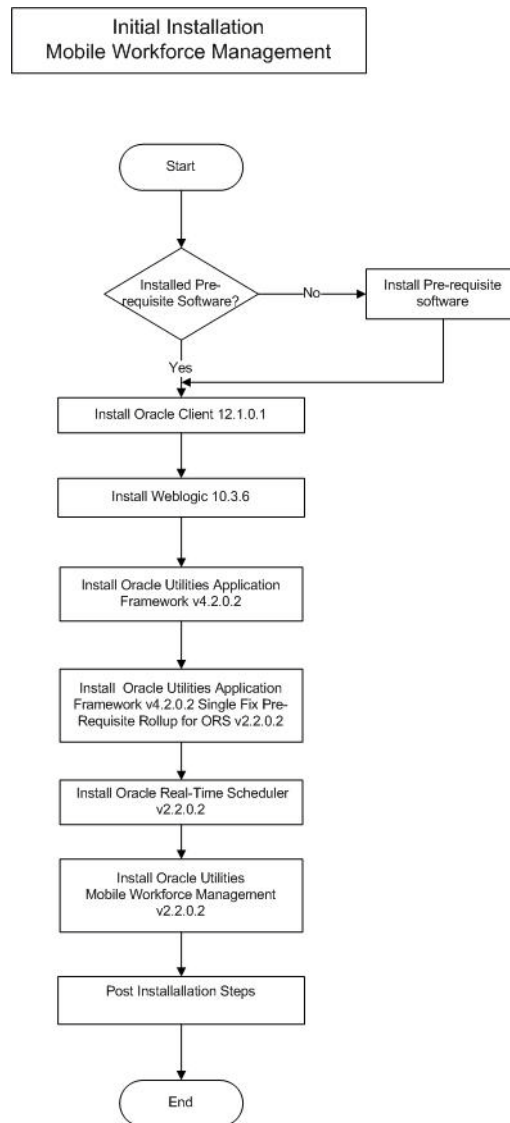 Initial Installation
Mobile Workforce Management
Start
Installed Pre-
requisite Software?
No
Install Pre-requisite
software
Yes
Install Oracle Client 12.1.0.1
Install Weblogic 10.3.6
Install Oracle Utilities Application
Framework v4.2.0.2
Install Oracle Utilities Application
Framework v4.2.0.2 Single Fix Pre-
Requisite Rollup for ORS v2.2.0.2
Install Oracle Real-Time Scheduler
v2.2.0.2
Install Oracle Utilities
Mobile Workforce Management
v2.2.0.2
Post Installallation Steps
End